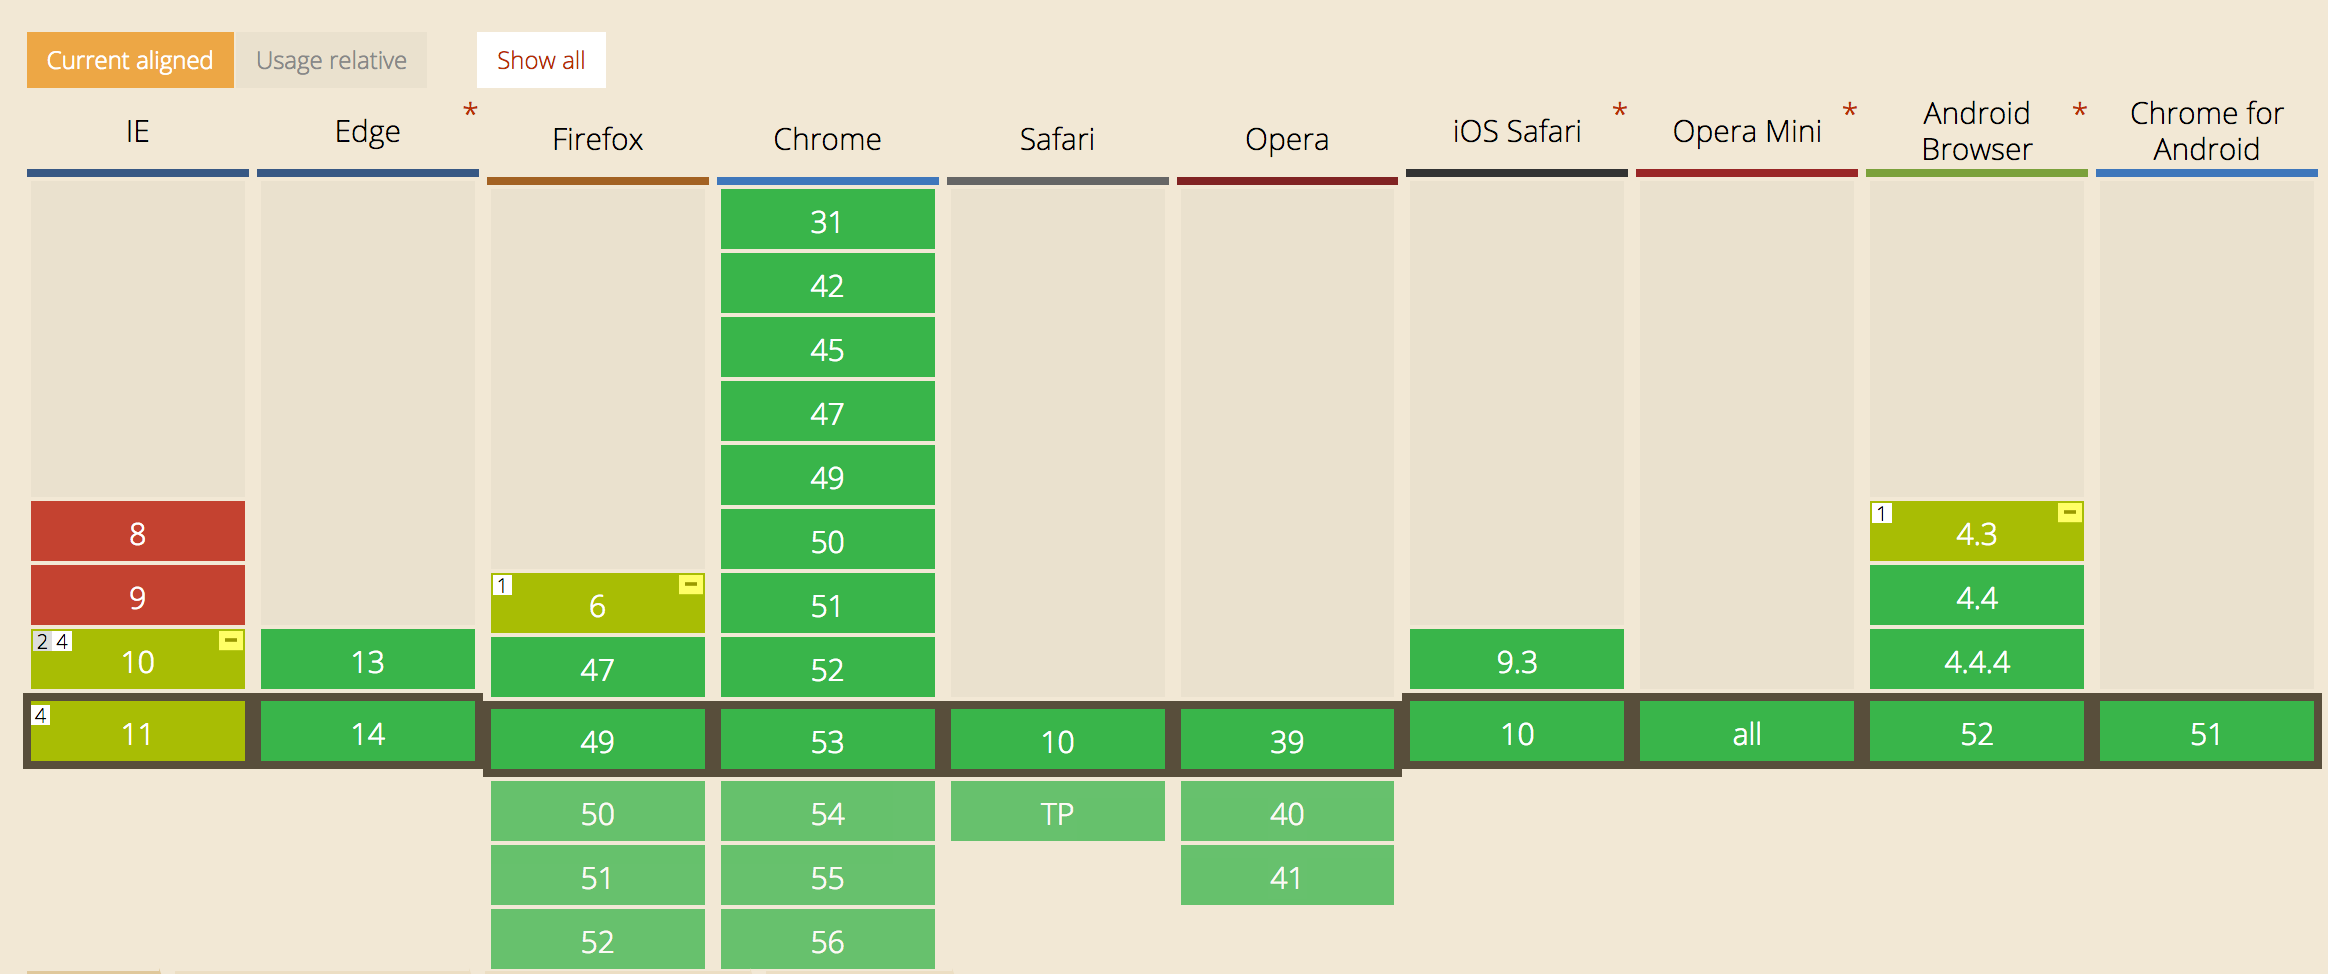 Current aligned
Usage relative
Show all
IE
Edge *
Firefox
Chrome
Safari
Opera
iOS Safari *
Opera Mini *
Android
Browser *
Chrome for
Android
31
42
45
47
49
8
50
1 4.3 -
9
1 6 -
51
4.4
2 4 10 -
13
47
52
9.3
4.4.4
4 11
14
49
53
10
39
10
all
52
51
50
54
TP
40
51
55
41
52
56